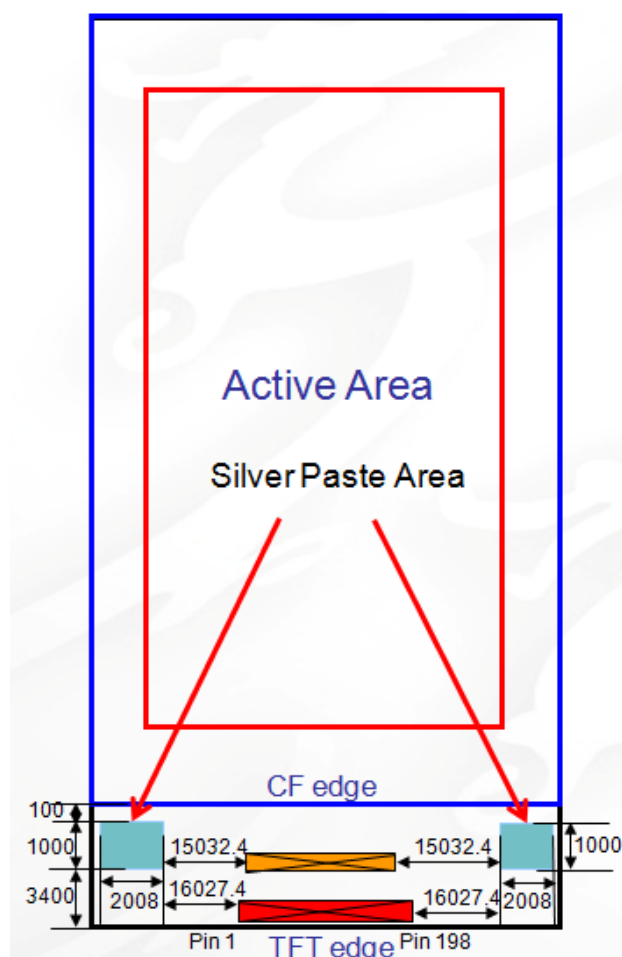 Active Area
Silver Paste Area
CF edge
100
1000
15032.4
15032.4
1000
3400
2008
16027.4
16027.4
2008
Pin 1
TFT edge
Pin 198